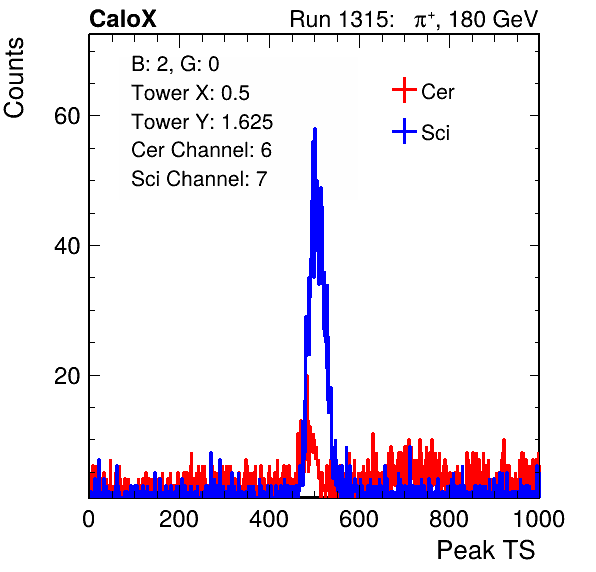 CaloX Run 1315: π⁺, 180 GeV
Counts
B: 2, G: 0
Tower X: 0.5
Tower Y: 1.625
Cer Channel: 6
Sci Channel: 7
Cer
Sci
60
40
20
0 200 400 600 800 1000
Peak TS